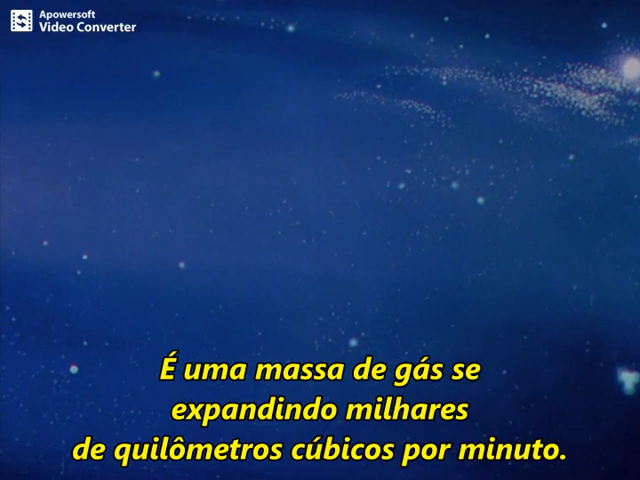 Apowersoft
Video Converter
É uma massa de gás se
expandindo milhares
de quilômetros cúbicos por minuto.